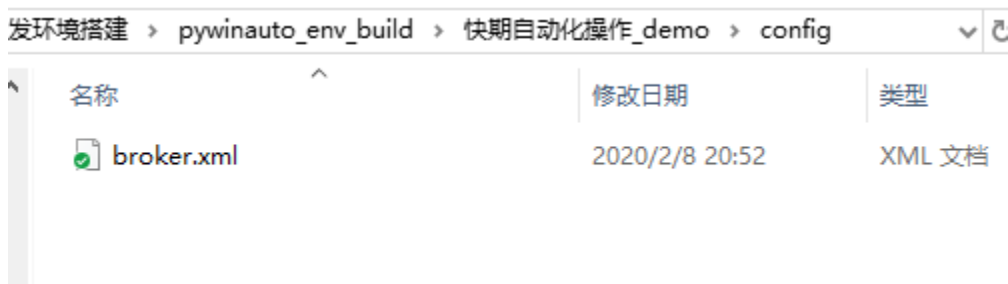 发环境搭建 > pywinauto_env_build > 快期自动化操作_demo > config
名称 修改日期 类型
broker.xml 2020/2/8 20:52 XML 文档